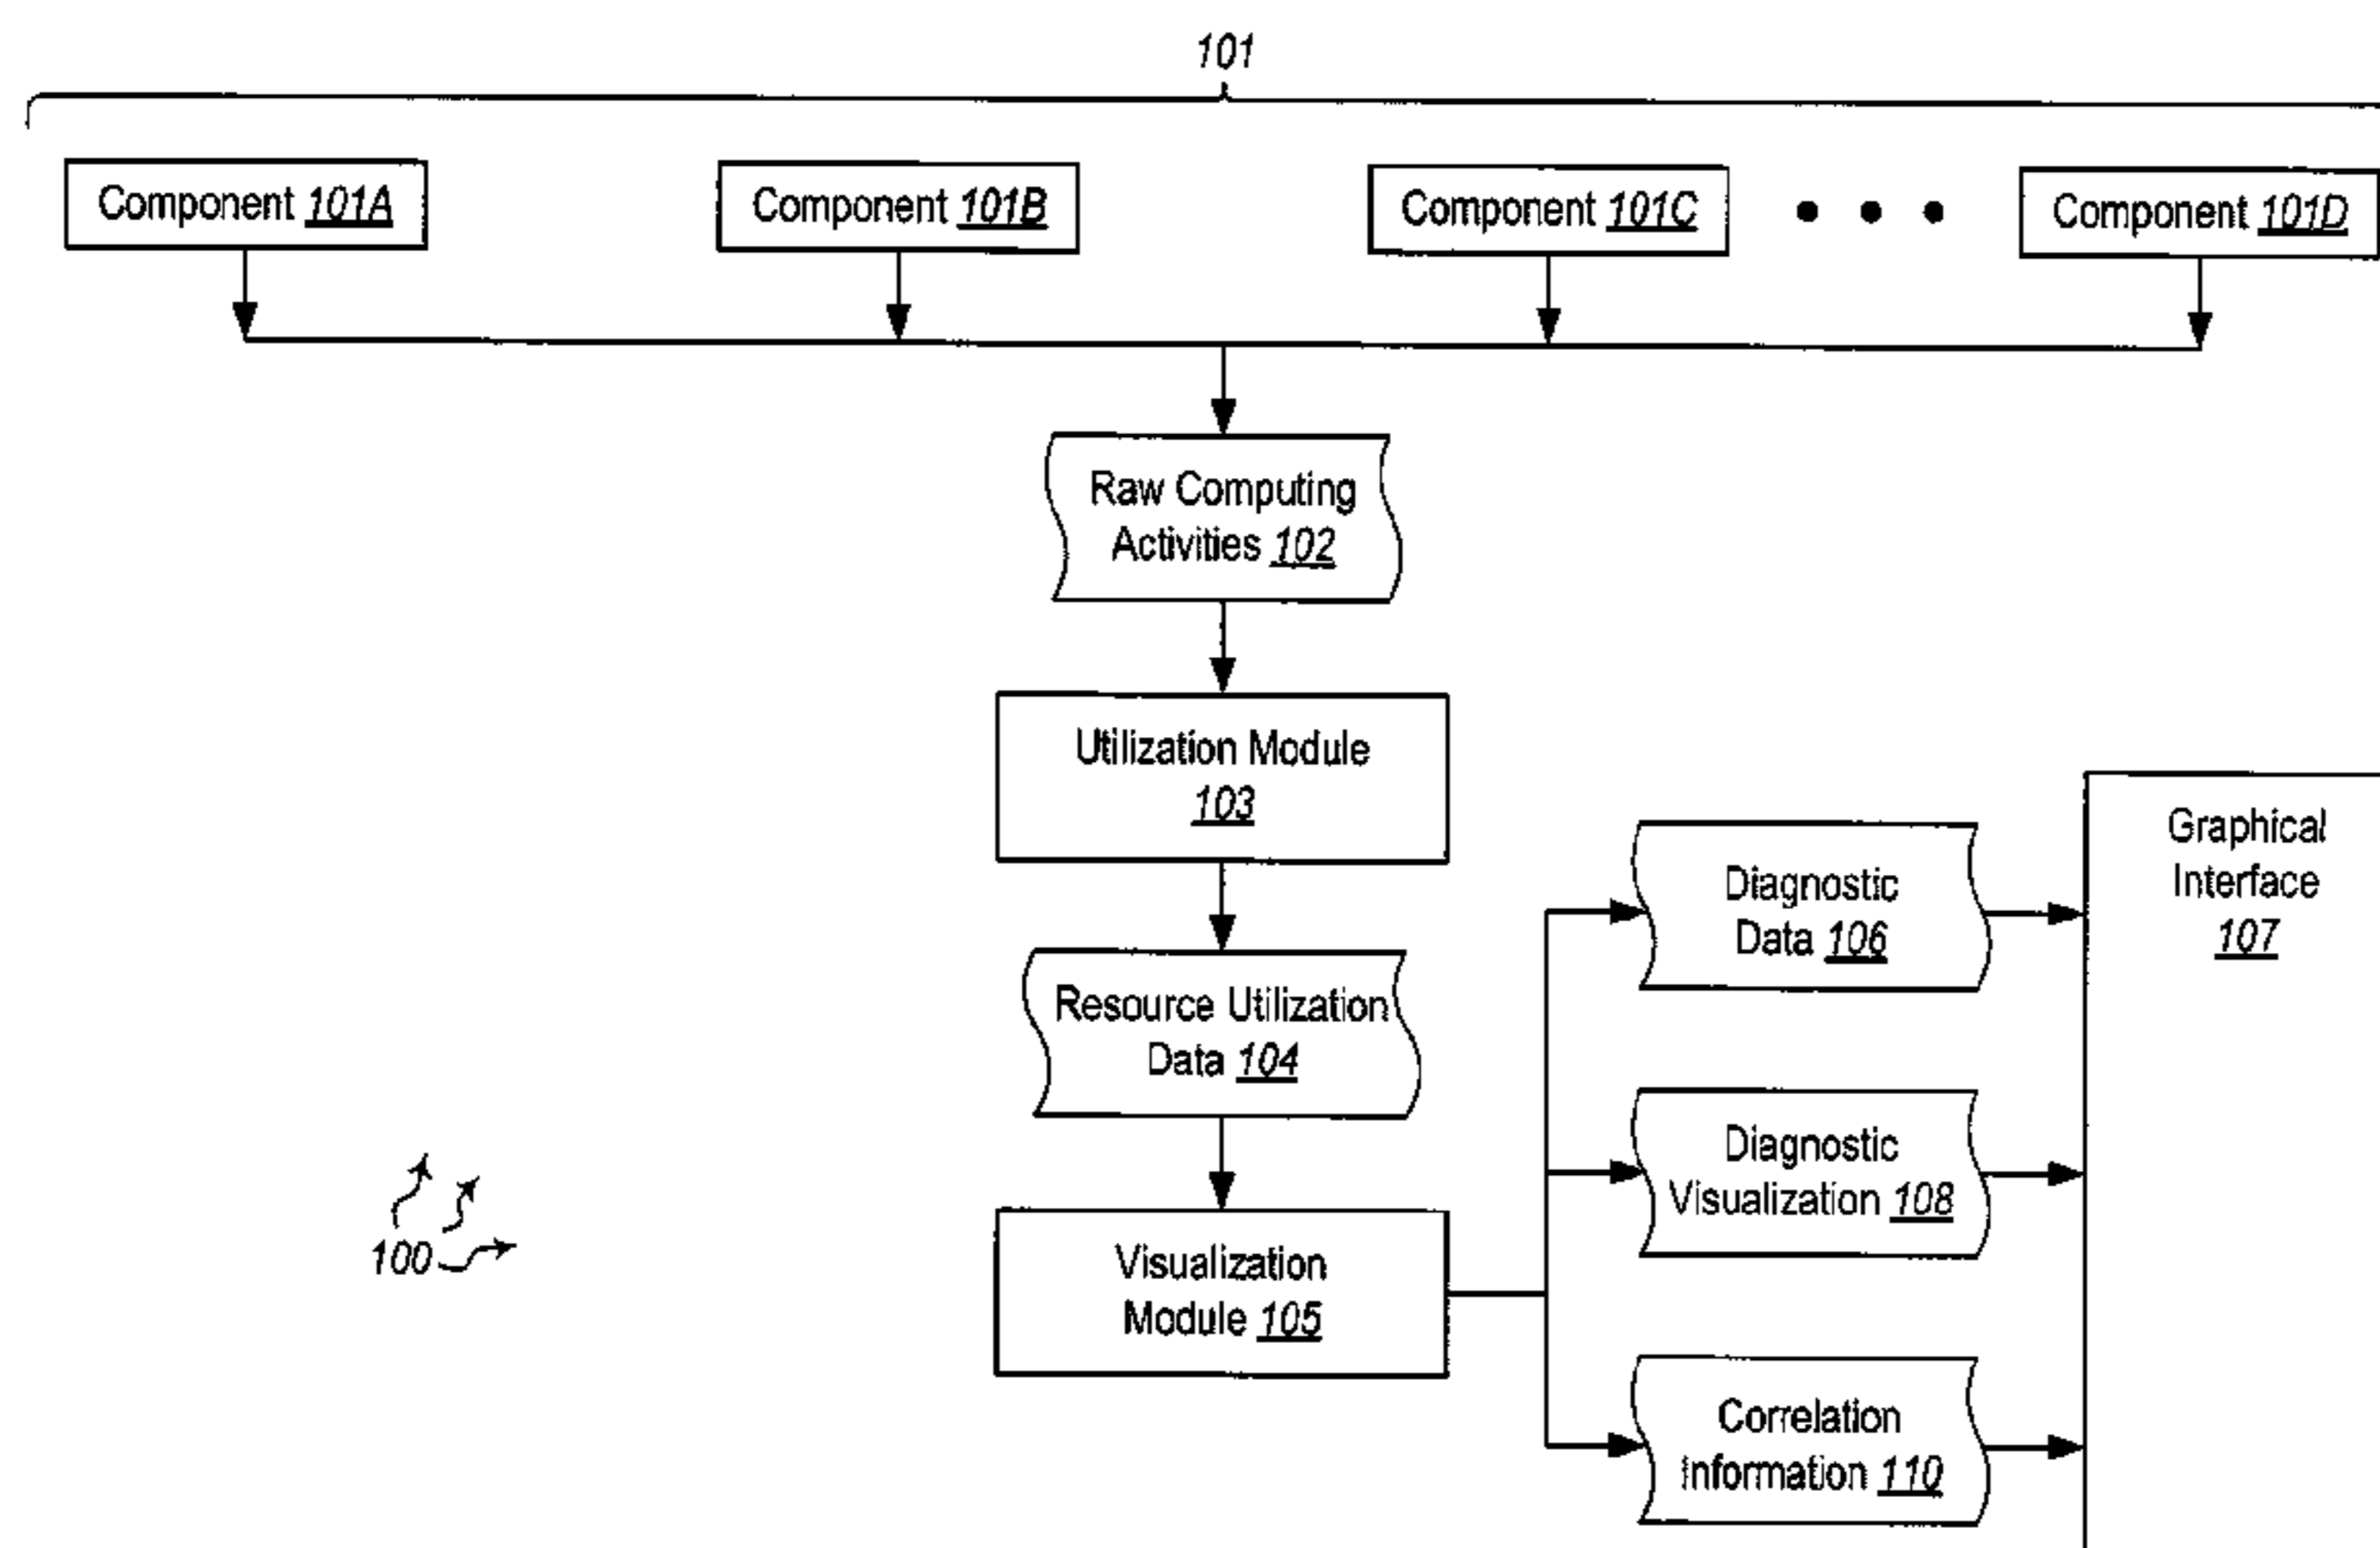 101
Component 101A
Component 101B
Component 101C
Component 101D
Raw Computing
Activities 102
Utilization Module
103
Resource Utilization
Data 104
Visualization
Module 105
Diagnostic
Data 106
Diagnostic
Visualization 108
Correlation
Information 110
Graphical
Interface
107
100